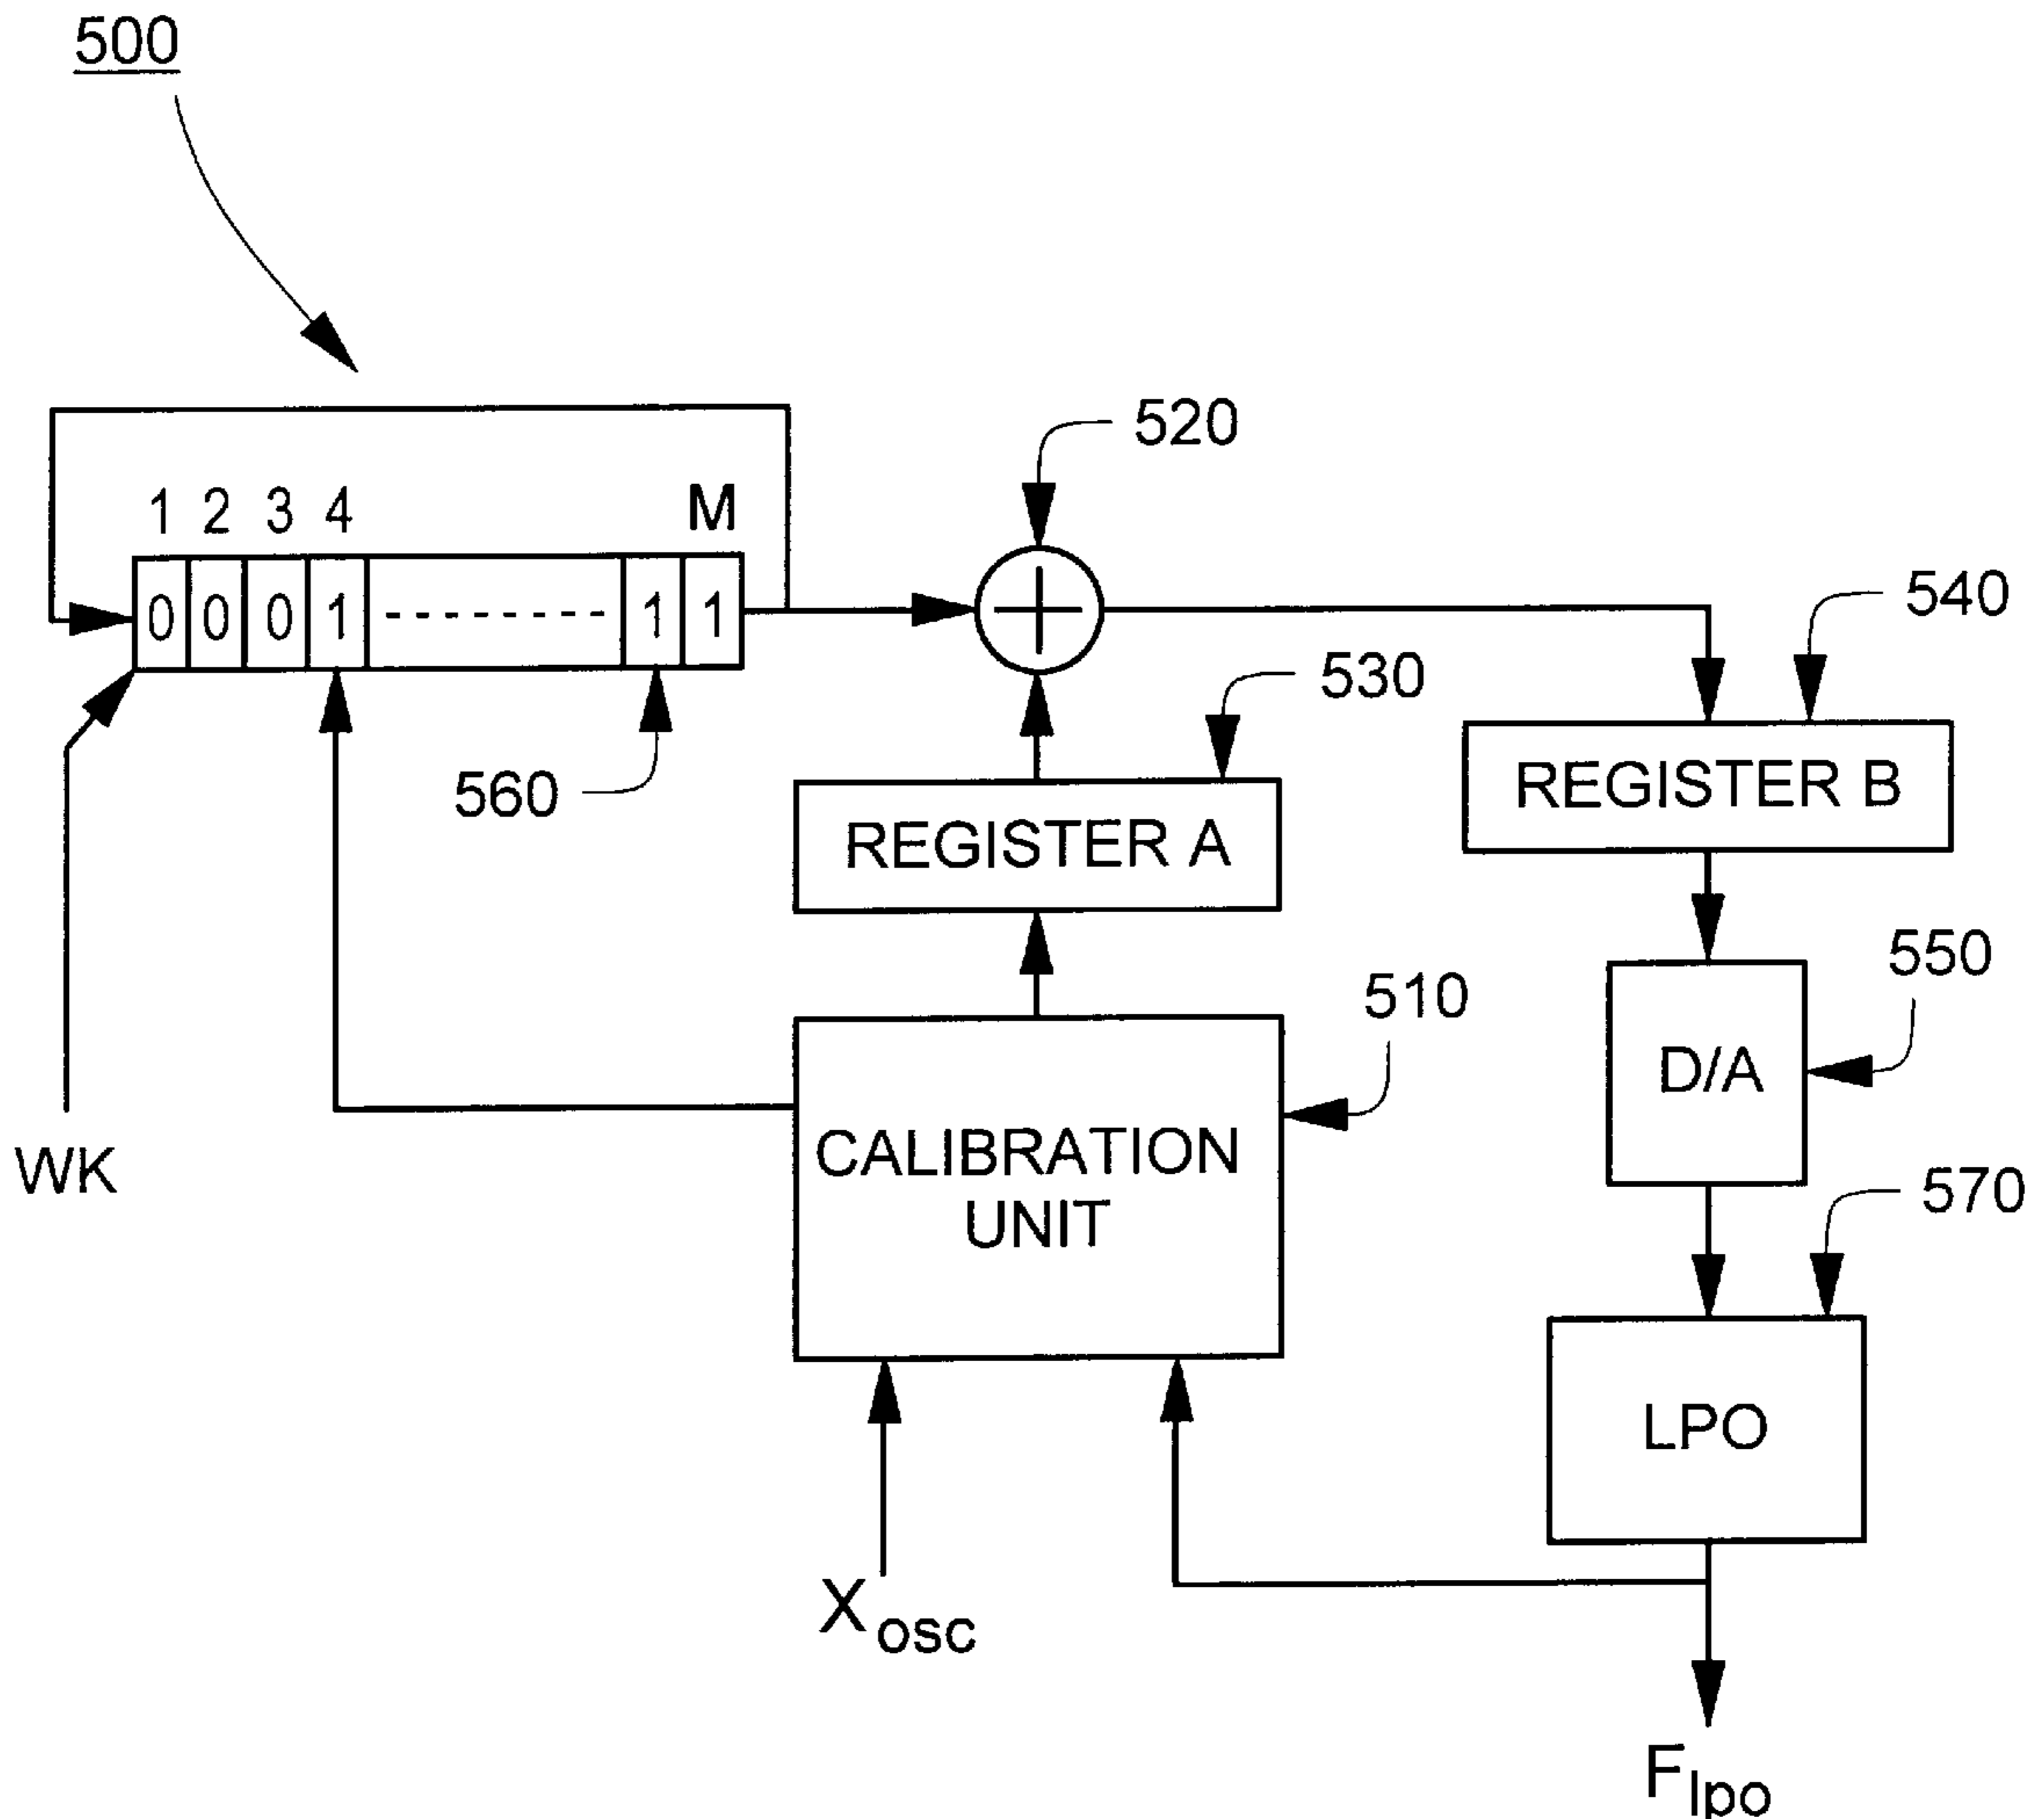 500
520
1 2 3 4 M
0 0 0 1 - - - - - - - - 1 1
540
530
560
REGISTER B
REGISTER A
550
510
D/A
CALIBRATION
UNIT
WK
570
LPO
Xosc
Flpo